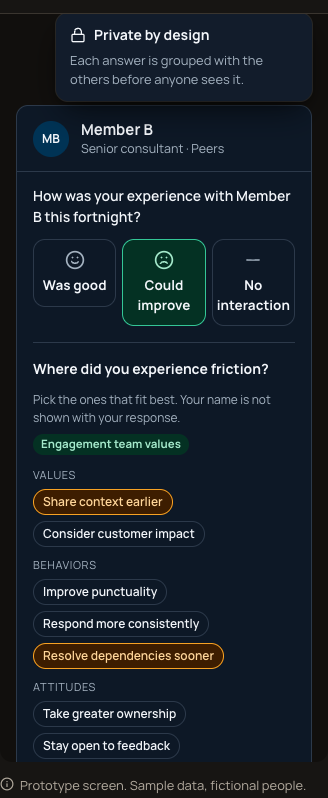 Private by design
Each answer is grouped with the
others before anyone sees it.
MB
Member B
Senior consultant · Peers
How was your experience with Member
B this fortnight?
Was good
Could
improve
No
interaction
Where did you experience friction?
Pick the ones that fit best. Your name is not
shown with your response.
Engagement team values
VALUES
Share context earlier
Consider customer impact
BEHAVIORS
Improve punctuality
Respond more consistently
Resolve dependencies sooner
ATTITUDES
Take greater ownership
Stay open to feedback
Prototype screen. Sample data, fictional people.